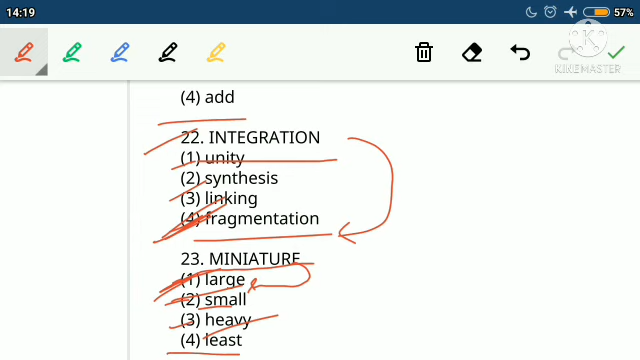 14:19 57%
KINEMASTER
(4) add
22. INTEGRATION
(1) unity
(2) synthesis
(3) linking
(4) fragmentation
23. MINIATURE
(1) large
(2) small
(3) heavy
(4) least